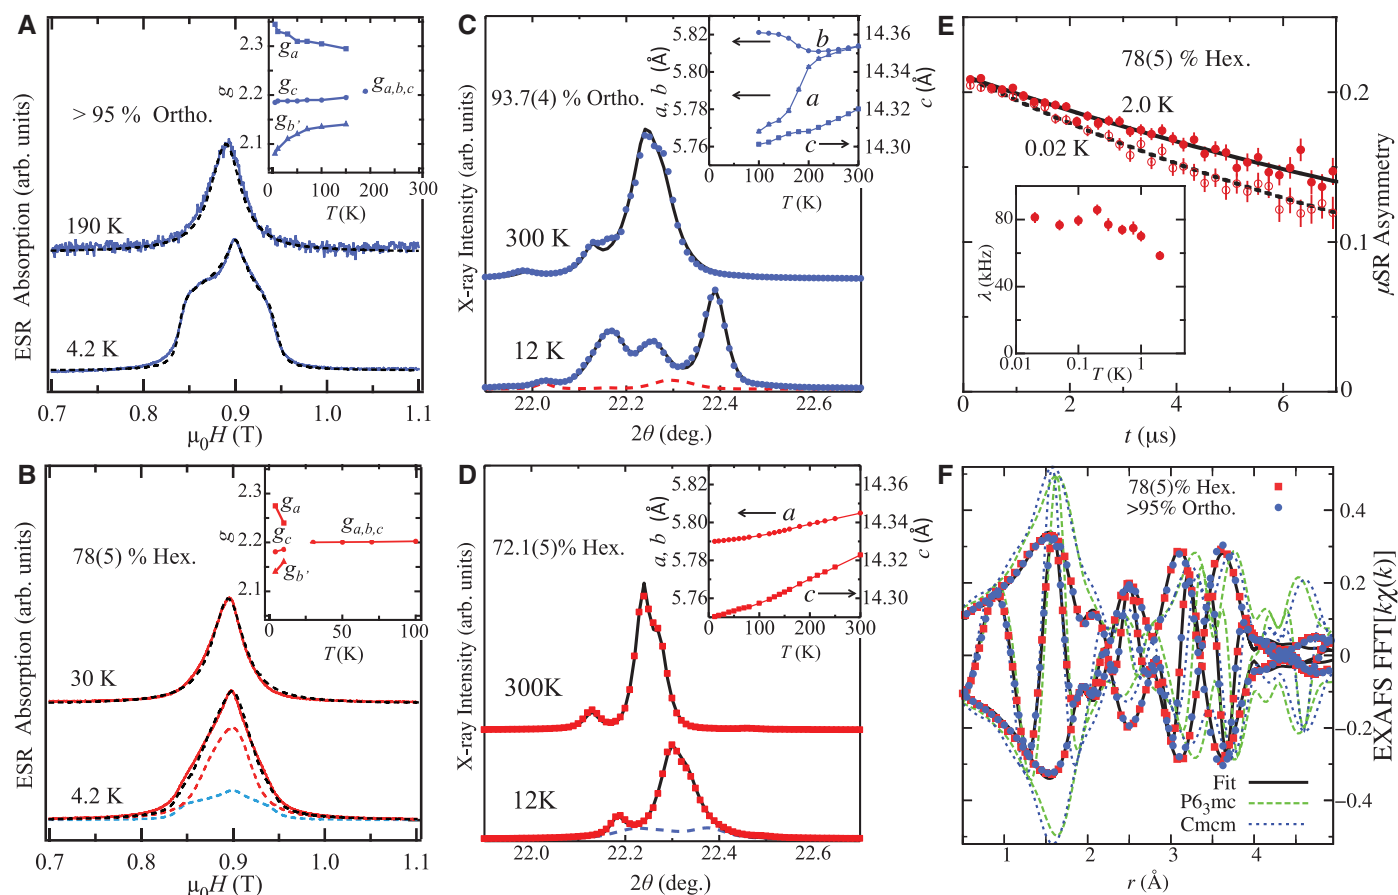 A
ESR Absorption (arb. units)
> 95 % Ortho.
190 K
4.2 K
0.7 0.8 0.9 1.0 1.1
μ0H (T)
g
2.3
2.2
2.1
ga
gc
gb'
ga,b,c
0 100 200 300
T (K)
B
ESR Absorption (arb. units)
78(5) % Hex.
30 K
4.2 K
0.7 0.8 0.9 1.0 1.1
μ0H (T)
g
2.3
2.2
2.1
ga
gc
gb'
ga,b,c
0 50 100
T(K)
C
X-ray Intensity (arb. units)
93.7(4) % Ortho.
300 K
12 K
22.0 22.2 22.4 22.6
2θ (deg.)
a, b (Å)
5.82
5.80
5.78
5.76
b
a
c
14.36
14.34
14.32
14.30
c (Å)
0 100 200 300
T (K)
D
X-ray Intensity (arb. units)
72.1(5)% Hex.
300K
12K
22.0 22.2 22.4 22.6
2θ (deg.)
a, b (Å)
5.82
5.80
5.78
5.76
a
c
14.36
14.34
14.32
14.30
c (Å)
0 100 200 300
T (K)
E
78(5) % Hex.
2.0 K
0.02 K
0.2
0.1
0
μSR Asymmetry
0 2 4 6
t (μs)
λ (kHz)
80
40
0
0.01 0.1 1
T (K)
F
78(5)% Hex.
>95% Ortho.
0.4
0.2
0
−0.2
−0.4
EXAFS FFT[kχ(k)]
Fit
P63mc
Cmcm
1 2 3 4
r (Å)